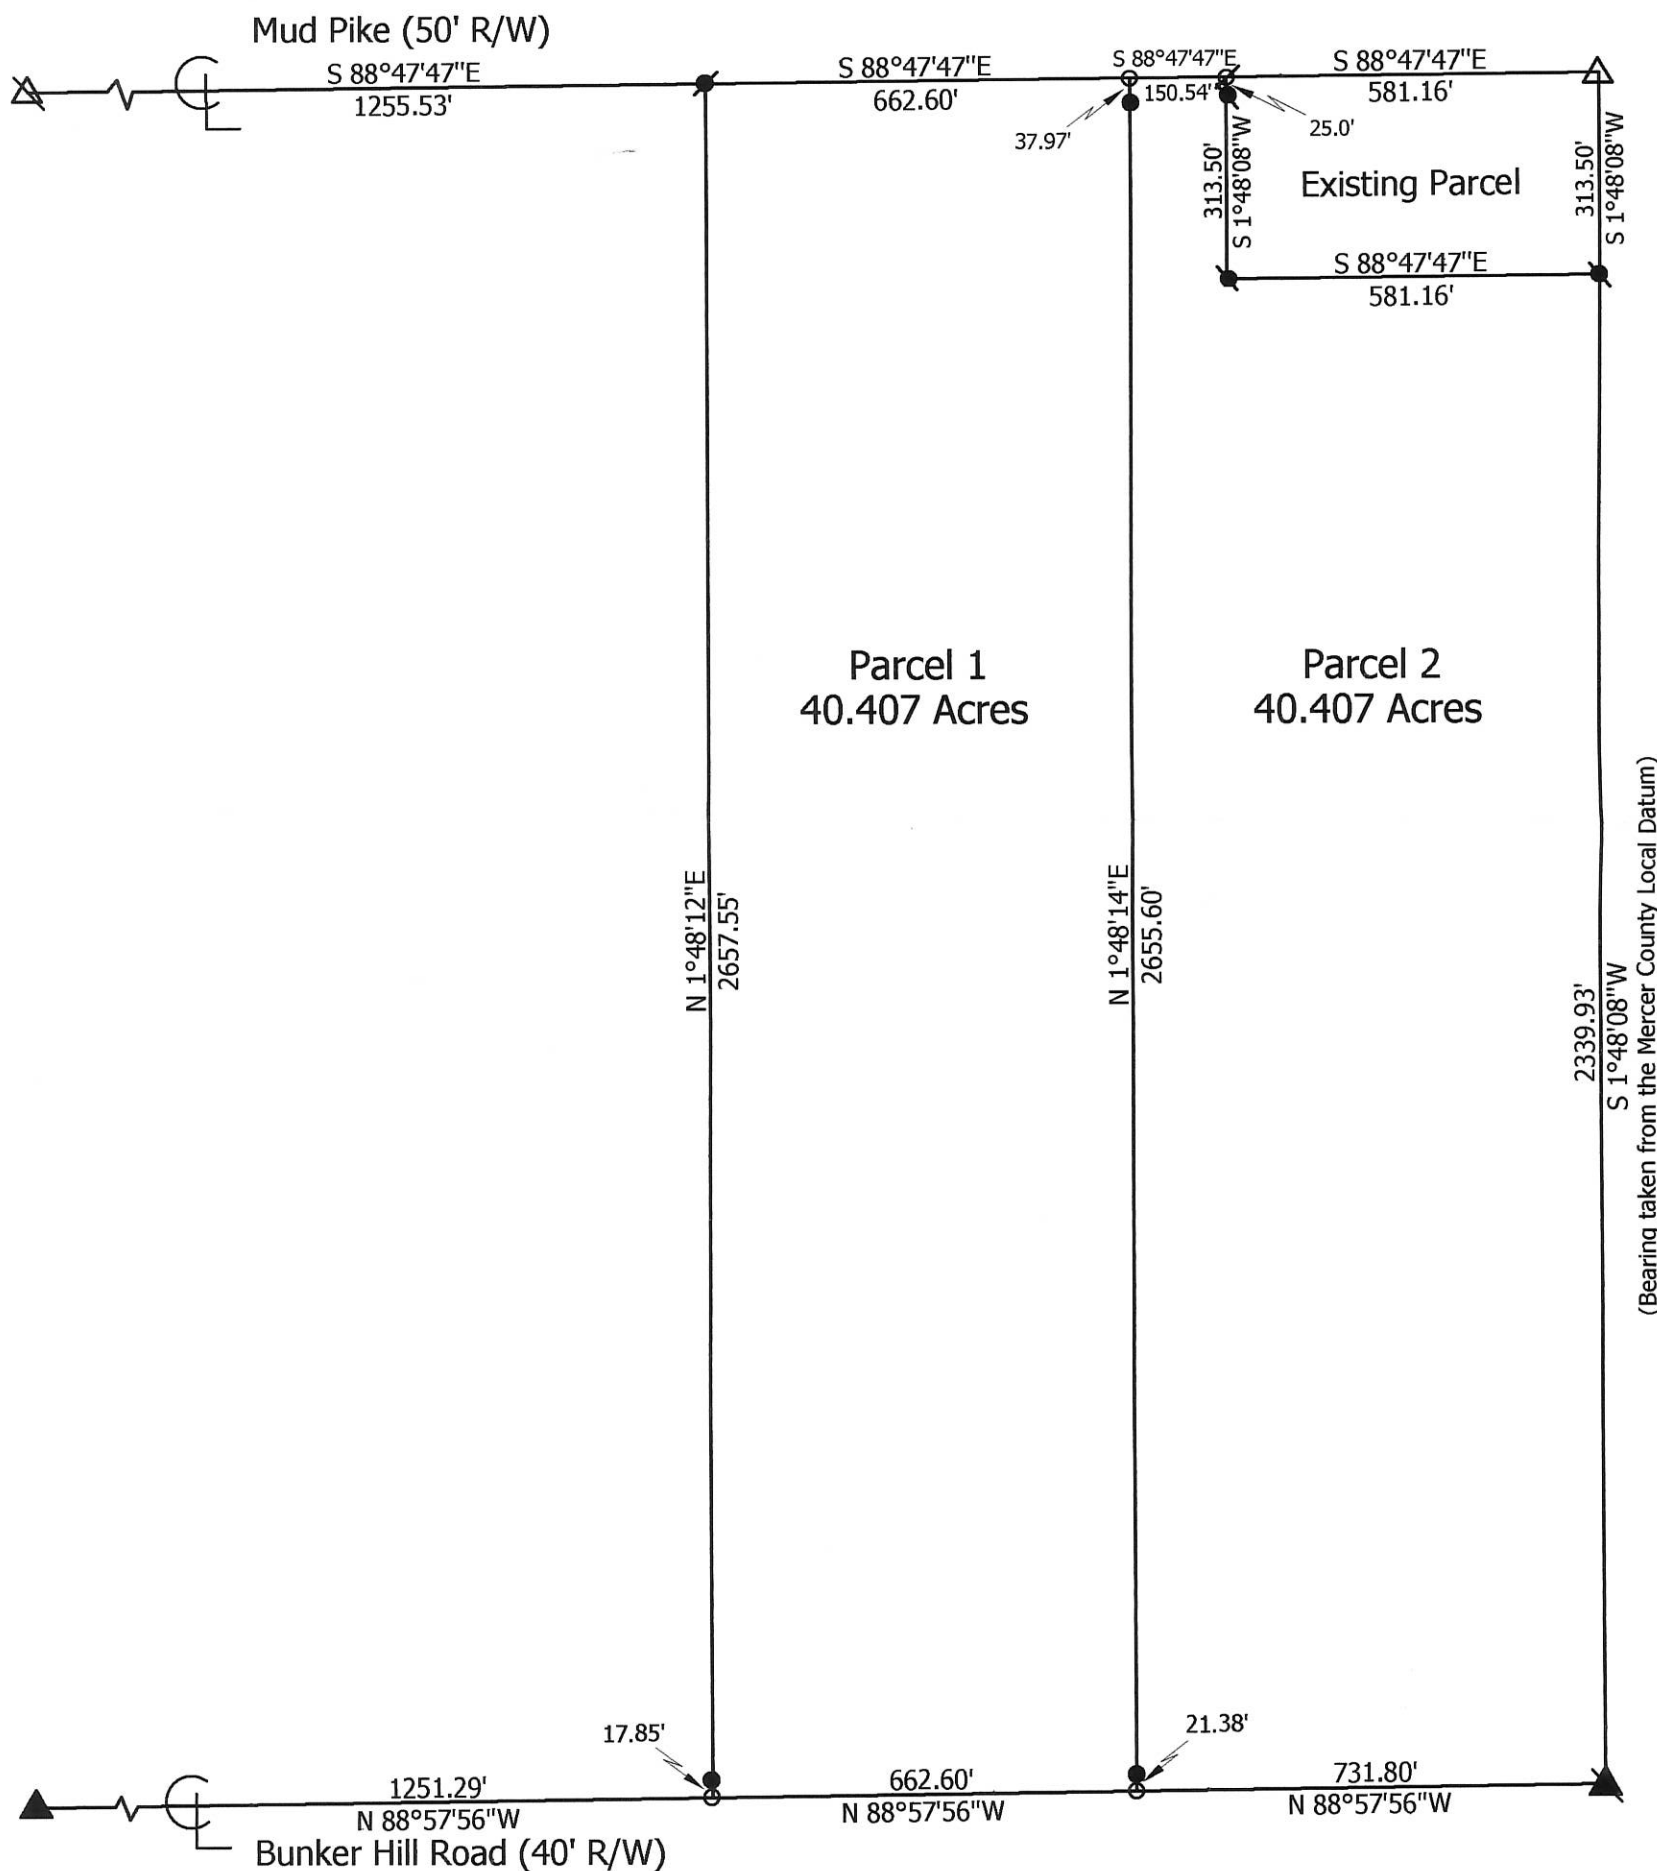 Mud Pike (50' R/W)
S 88°47'47"E
1255.53'
S 88°47'47"E
662.60'
S 88°47'47"E
150.54'
S 88°47'47"E
581.16'
37.97'
25.0'
313.50'
S 1°48'08"W
Existing Parcel
313.50'
S 1°48'08"W
S 88°47'47"E
581.16'
Parcel 1
40.407 Acres
Parcel 2
40.407 Acres
N 1°48'12"E
2657.55'
N 1°48'14"E
2655.60'
2339.93'
S 1°48'08"W
(Bearing taken from the Mercer County Local Datum)
17.85'
21.38'
1251.29'
N 88°57'56"W
662.60'
N 88°57'56"W
731.80'
N 88°57'56"W
Bunker Hill Road (40' R/W)